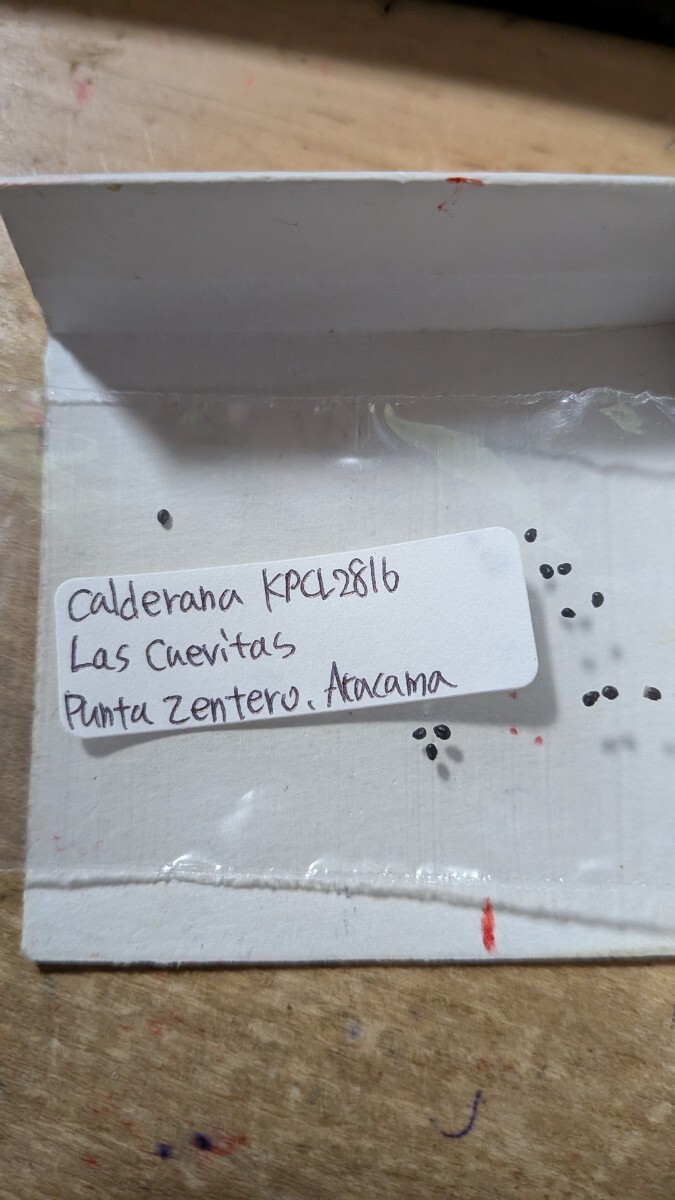 Calderana KPCL2816
Las Cuevitas
Punta Zentero. Atacama